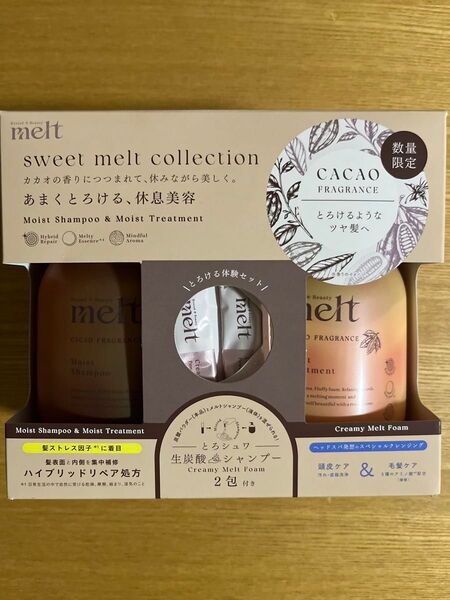 Retreat & Beauty
melt
sweet melt collection
カカオの香りにつつまれて、休みながら美しく。
あまくとろける、休息美容
Moist Shampoo & Moist Treatment
Hybrid Repair
Melty Essence*1
Mindful Aroma
CACAO
FRAGRANCE
とろけるような
ツヤ髪へ
数量
限定
\とろける体験セット/
Beauty
melt
CACAO FRAGRANCE
Moist
Shampoo
melt
melt
Beauty
melt
CACAO FRAGRANCE
Moist Shampoo & Moist Treatment
髪ストレス因子*1に着目
髪表面と内側を集中補修
ハイブリッドリペア処方
とろシュワ
生炭酸シャンプー
Creamy Melt Foam
2包付き
Creamy Melt Foam
ヘッドスパ発想のスペシャルクレンジング
頭皮ケア
&
毛髪ケア